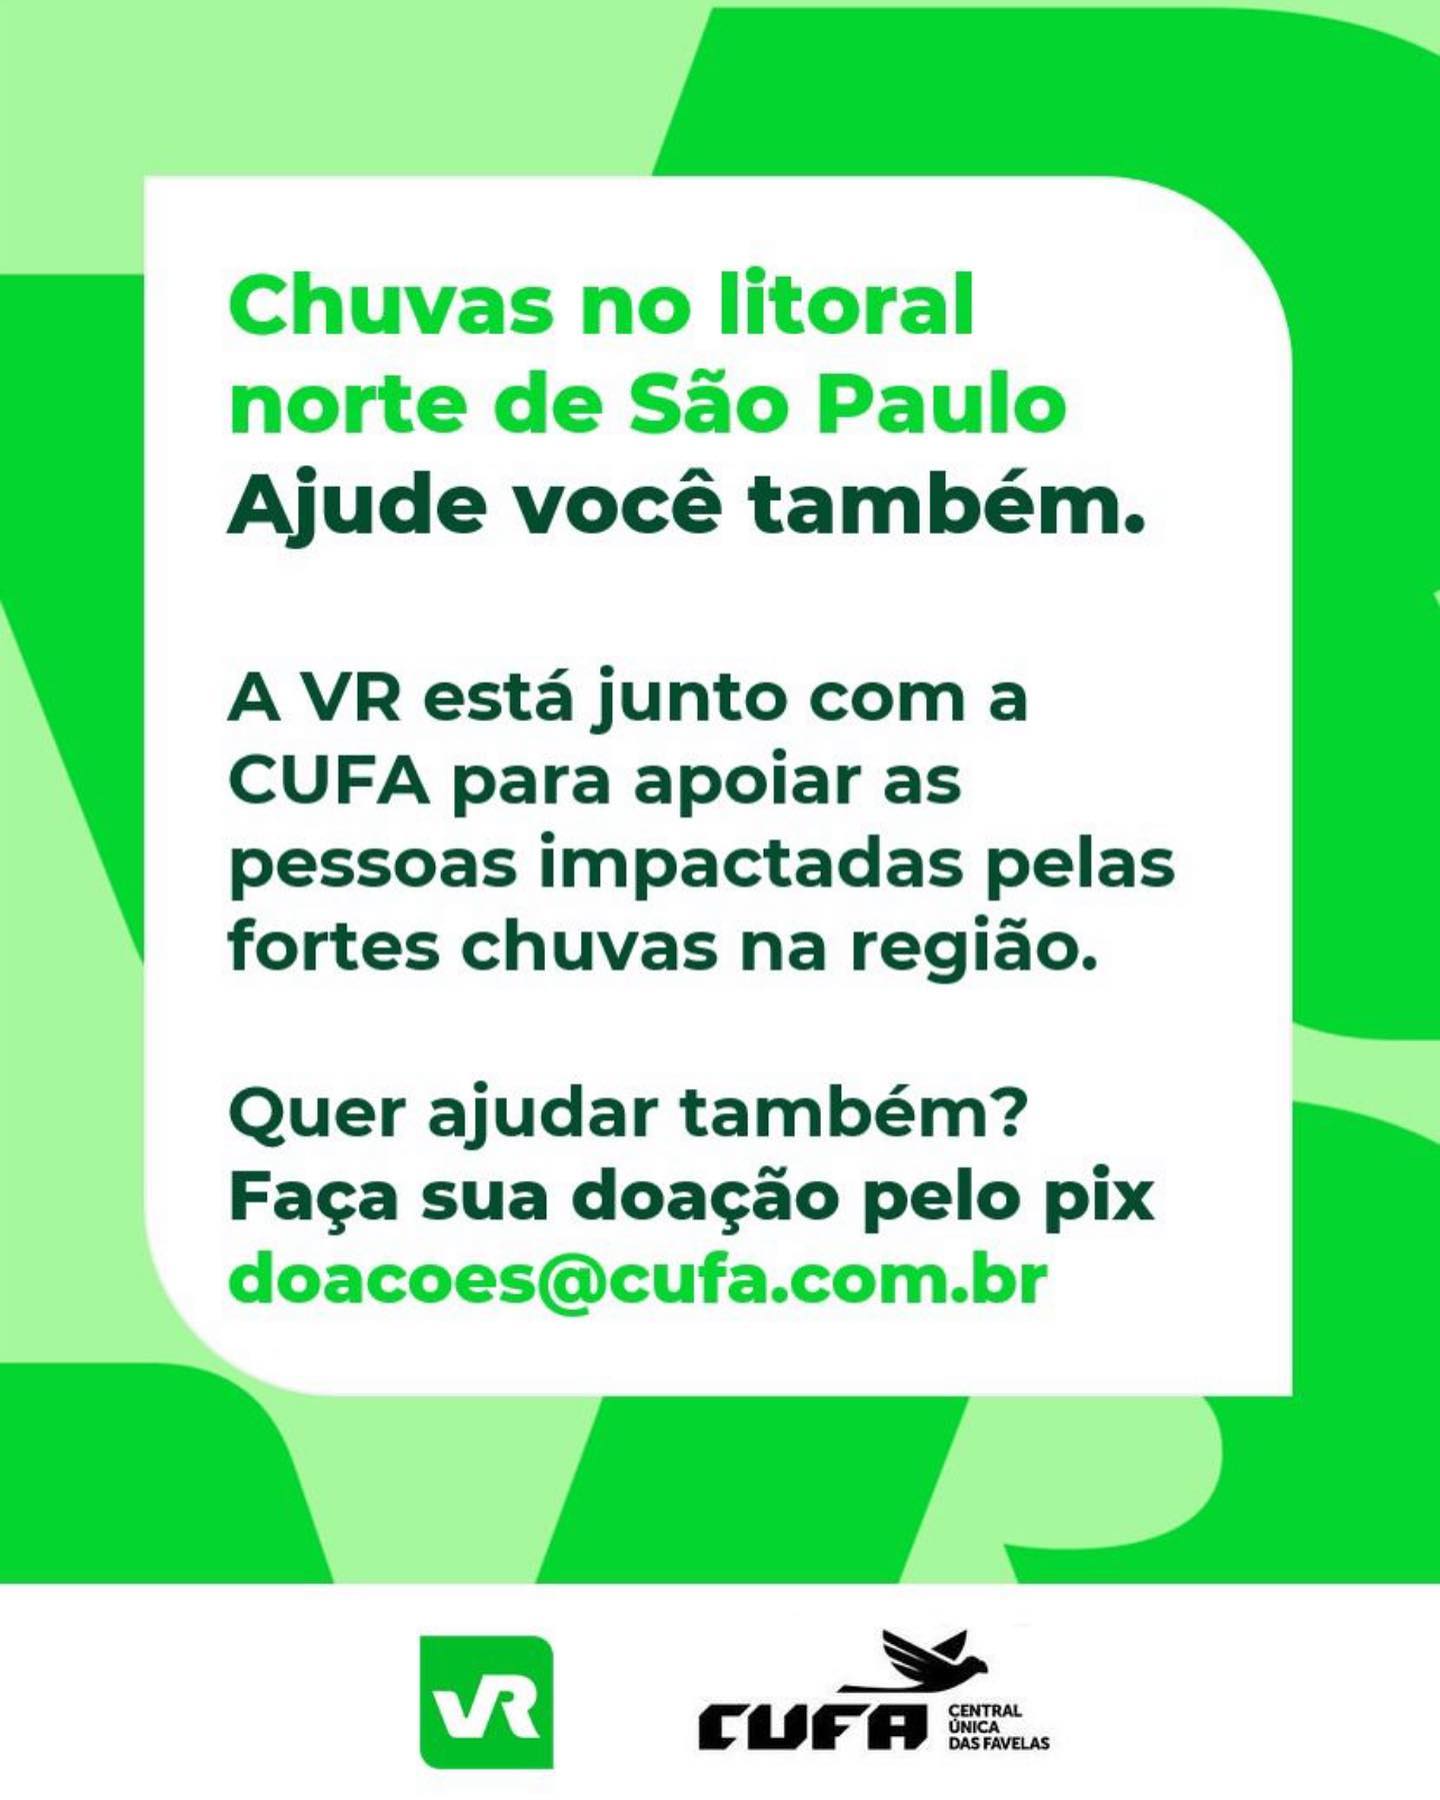 Chuvas no litoral
norte de São Paulo
Ajude você também.
A VR está junto com a
CUFA para apoiar as
pessoas impactadas pelas
fortes chuvas na região.
Quer ajudar também?
Faça sua doação pelo pix
doacoes@cufa.com.br
VR
CUFA
CENTRAL
ÚNICA
DAS FAVELAS